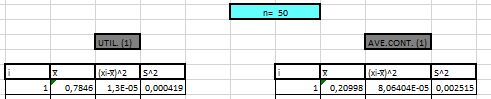 n= 50
UTIL. (1) AVE.CONT. (1)
i x̅ (xi-x̅)^2 S^2 i x̅ (xi-x̅)^2 S^2
1 0,7846 1,3E-05 0,000419 1 0,20998 8,06404E-05 0,002515